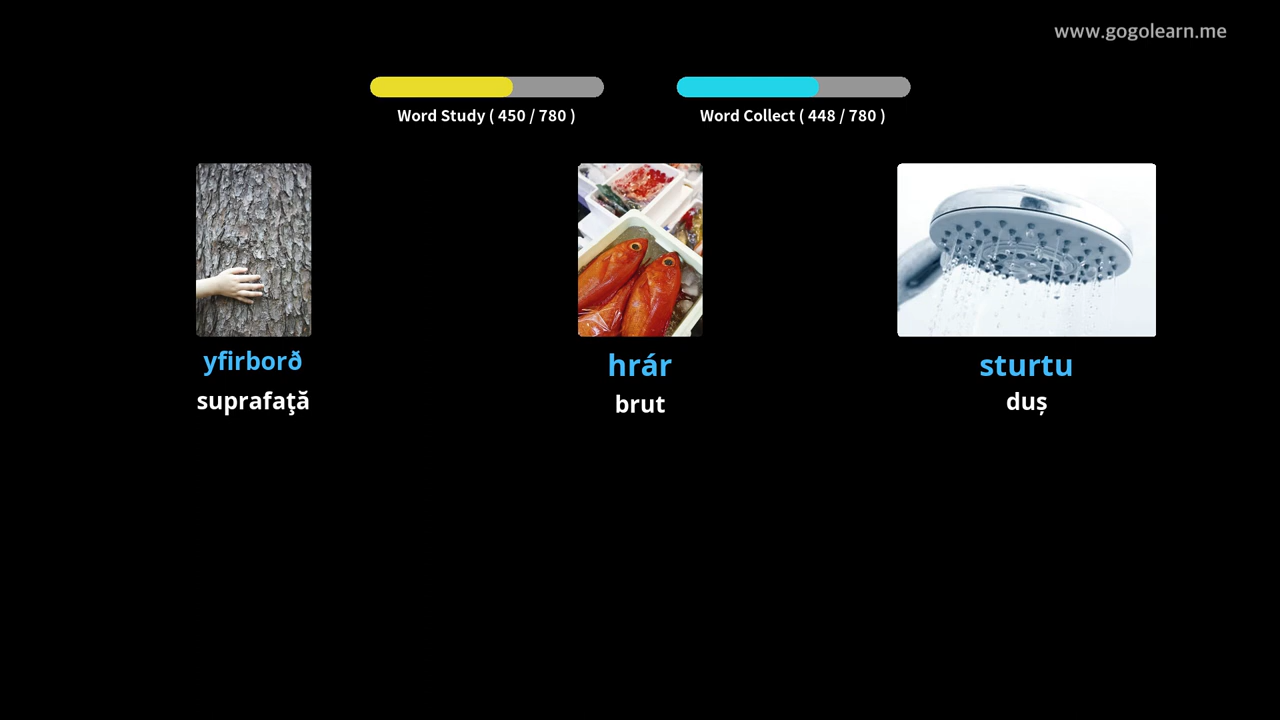 www.gogolearn.me
Word Study ( 450 / 780 )
Word Collect ( 448 / 780 )
yfirborð
suprafaţă
hrár
brut
sturtu
duș